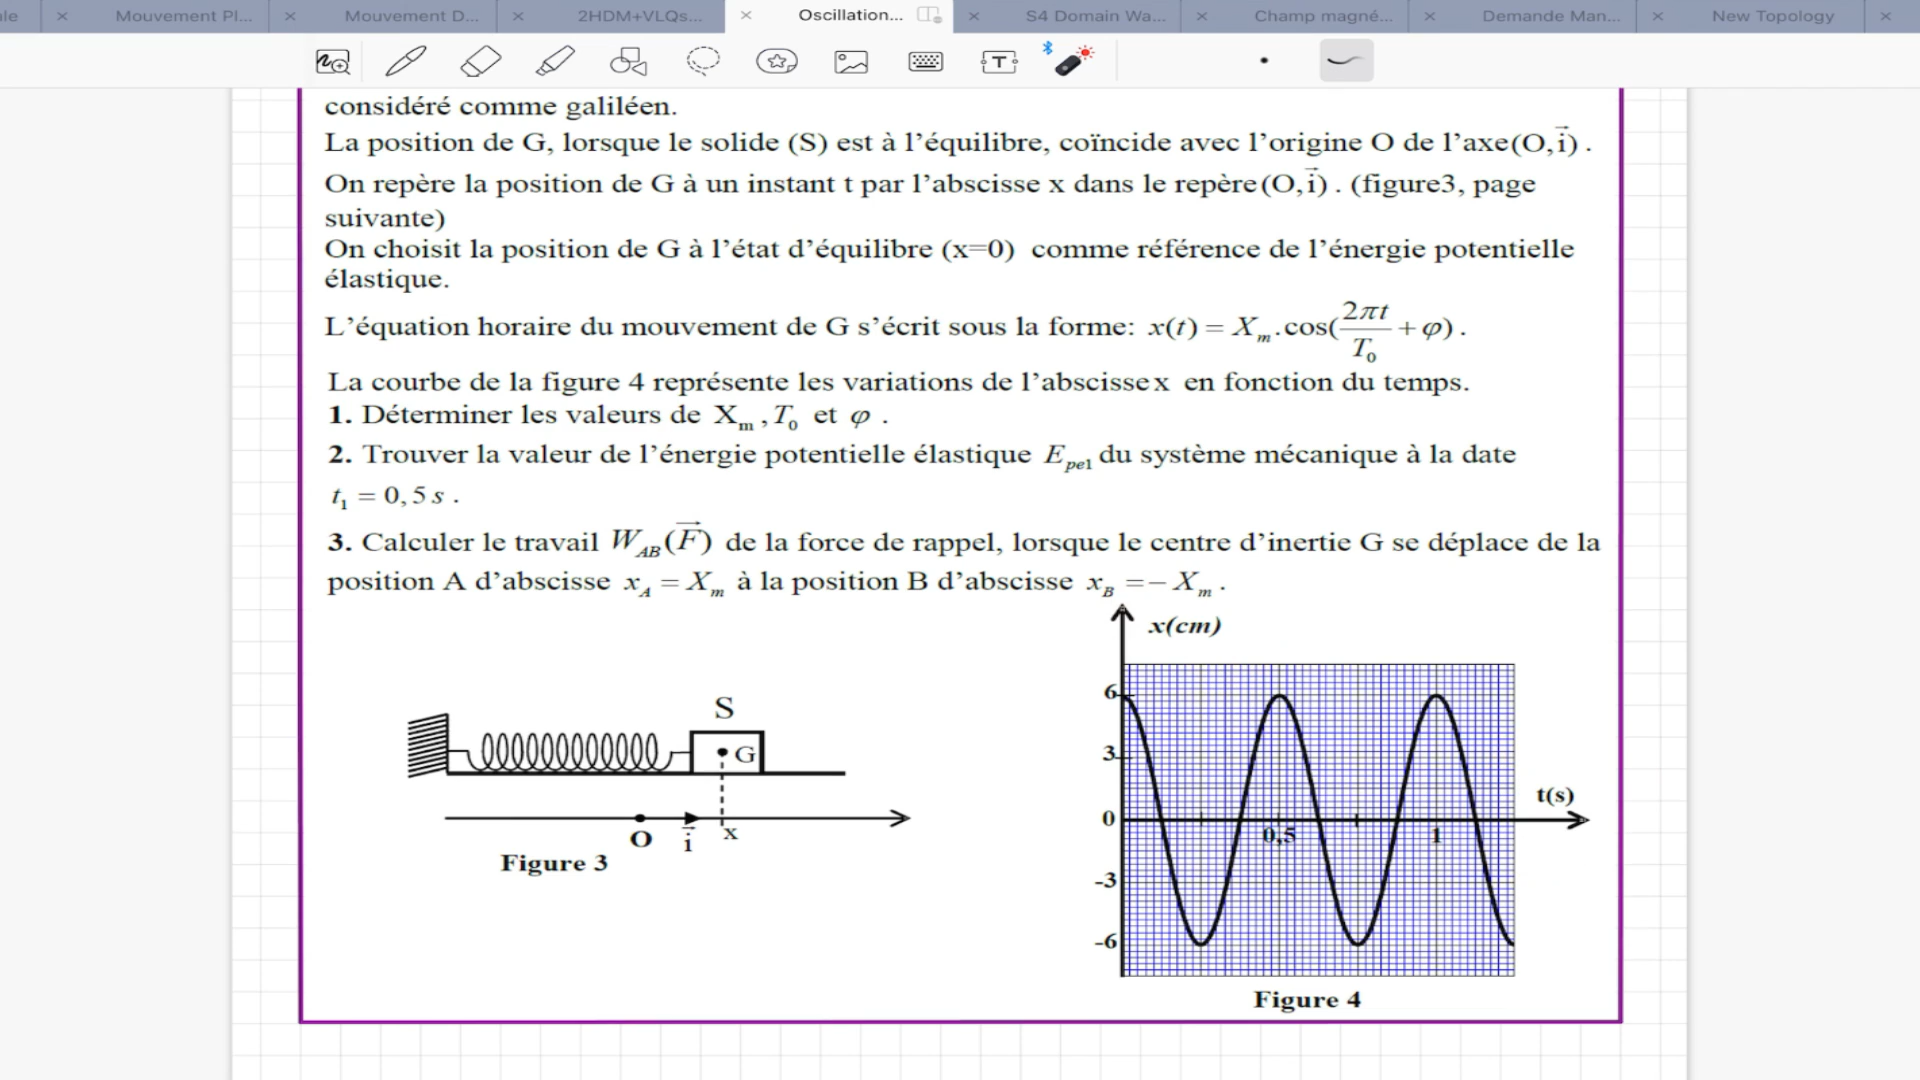 ule
Mouvement Pl...
Mouvement D...
2HDM+VLQs...
Oscillation...
S4 Domain Wa...
Champ magné...
Demande Man...
New Topology
considéré comme galiléen.
La position de G, lorsque le solide (S) est à l'équilibre, coïncide avec l'origine O de l'axe(O,i⃗) .
On repère la position de G à un instant t par l'abscisse x dans le repère(O,i⃗) . (figure3, page
suivante)
On choisit la position de G à l'état d'équilibre (x=0) comme référence de l'énergie potentielle
élastique.
L'équation horaire du mouvement de G s'écrit sous la forme: x(t) = Xₘ.cos(2πt/T₀ + φ) .
La courbe de la figure 4 représente les variations de l'abscisse x en fonction du temps.
1. Déterminer les valeurs de Xₘ , T₀ et φ .
2. Trouver la valeur de l'énergie potentielle élastique Epe1 du système mécanique à la date
t₁ = 0,5 s .
3. Calculer le travail W_AB(F⃗) de la force de rappel, lorsque le centre d'inertie G se déplace de la
position A d'abscisse x_A = Xₘ à la position B d'abscisse x_B = − Xₘ .
S
G
O
i⃗
x
Figure 3
x(cm)
6
3
0
-3
-6
0,5
1
t(s)
Figure 4